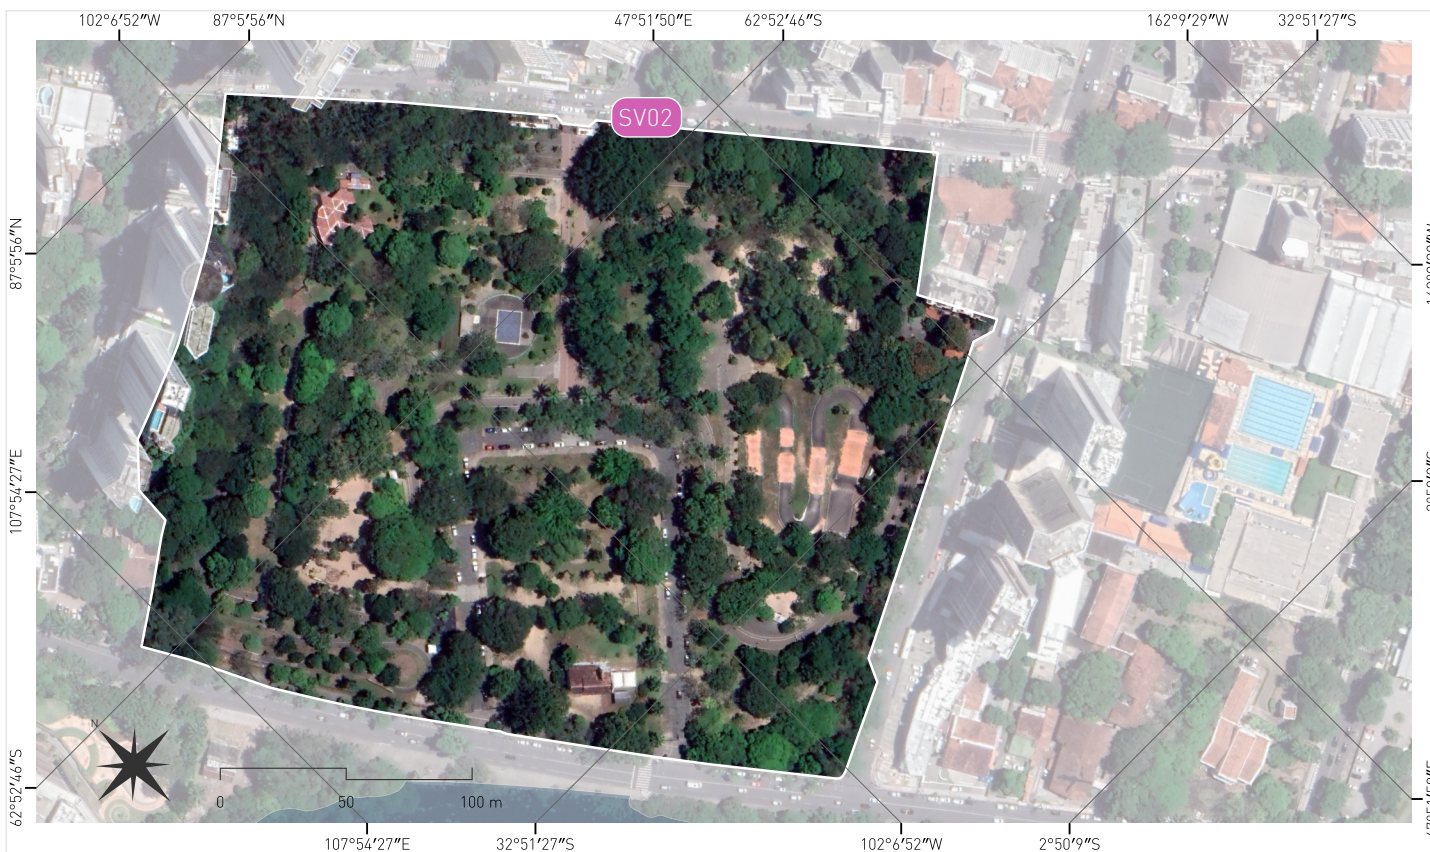 102°6′52″W 87°5′56″N 47°51′50″E 62°52′46″S 162°9′29″W 32°51′27″S
SV02
87°5′56″N
107°54′27″E
62°52′46″S
N
0 50 100 m
107°54′27″E 32°51′27″S 102°6′52″W 2°50′9″S